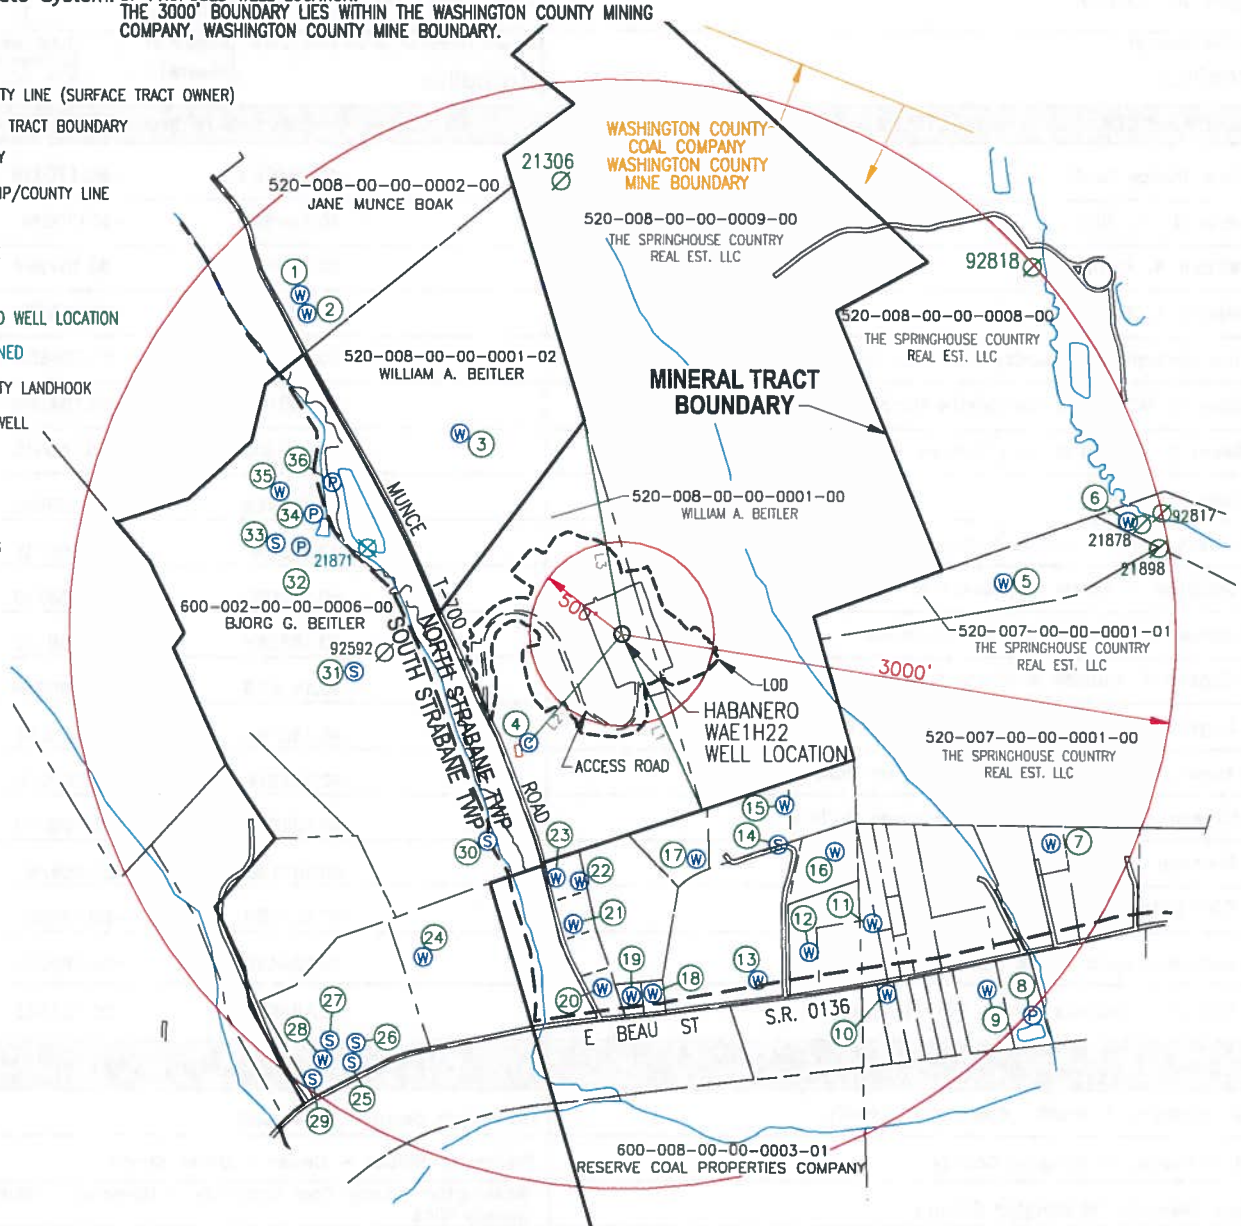 System.
THE 3000' BOUNDARY LIES WITHIN THE WASHINGTON COUNTY MINING
COMPANY, WASHINGTON COUNTY MINE BOUNDARY.
TY LINE (SURFACE TRACT OWNER)
TRACT BOUNDARY
Y
IP/COUNTY LINE
D WELL LOCATION
NED
TY LANDHOOK
WELL
S
WASHINGTON COUNTY
COAL COMPANY
WASHINGTON COUNTY
MINE BOUNDARY
21306
520-008-00-00-0002-00
JANE MUNCE BOAK
520-008-00-00-0009-00
THE SPRINGHOUSE COUNTRY
REAL EST. LLC
92818
1
W
W
2
520-008-00-00-0008-00
THE SPRINGHOUSE COUNTRY
REAL EST. LLC
520-008-00-00-0001-02
WILLIAM A. BEITLER
MINERAL TRACT
BOUNDARY
W
3
36
35
W
P
MUNCE
34
P
33
S
P
21871
32
520-008-00-00-0001-00
WILLIAM A. BEITLER
6
W
92817
21878
21898
L3
W
5
500'
T-700
600-002-00-00-0006-00
BJORG G. BEITLER
NORTH STRABANE TWP
SOUTH STRABANE TWP
92592
31
S
520-007-00-00-0001-01
THE SPRINGHOUSE COUNTRY
REAL EST. LLC
3000'
LOD
HABANERO
WAE1H22
WELL LOCATION
4
C
L2
L1
520-007-00-00-0001-00
THE SPRINGHOUSE COUNTRY
REAL EST. LLC
ACCESS ROAD
ROAD
15
W
14
S
30
S
23
W
W
22
17
W
16
W
W
7
W
21
11
W
12
W
24
W
13
W
20
W
19
W
W
18
10
W
W
9
8
P
E BEAU ST
S.R. 0136
27
S
26
S
28
W
S
25
S
29
600-008-00-00-0003-01
RESERVE COAL PROPERTIES COMPANY